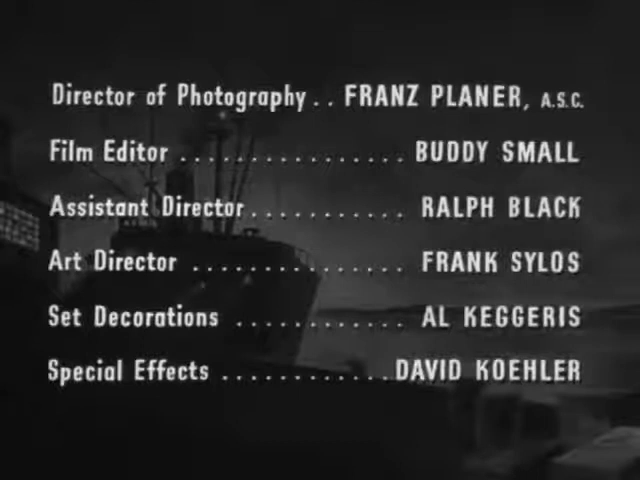 Director of Photography .. FRANZ PLANER, A.S.C.
Film Editor ................ BUDDY SMALL
Assistant Director ........... RALPH BLACK
Art Director ............... FRANK SYLOS
Set Decorations ............ AL KEGGERIS
Special Effects ............ DAVID KOEHLER